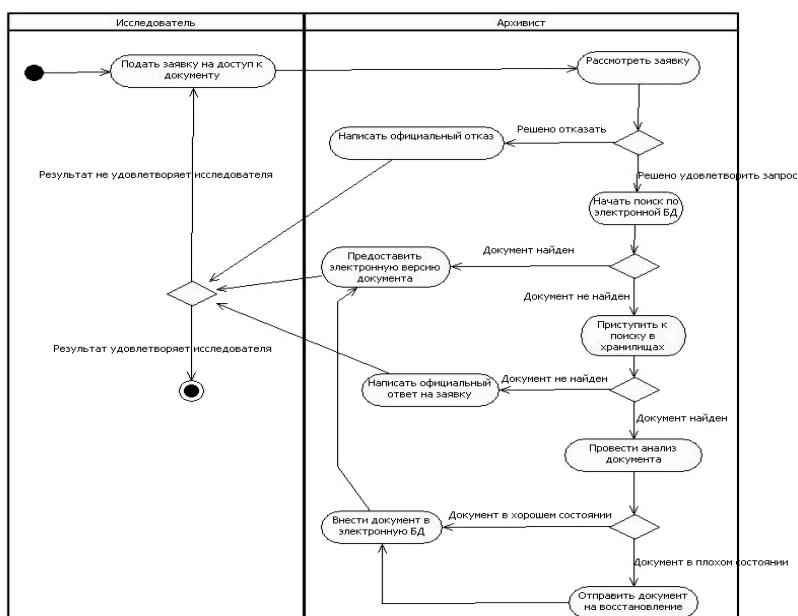 Исследователь
Архивист
Подать заявку на доступ к
документу
Рассмотреть заявку
Написать официальный отказ
Решено отказать
Результат не удовлетворяет исследователя
Решено удовлетворить запрос
Начать поиск по
электронной БД
Предоставить
электронную версию
документа
Документ найден
Документ не найден
Приступить к
поиску в
хранилищах
Результат удовлетворяет исследователя
Написать официальный
ответ на заявку
Документ не найден
Документ найден
Провести анализ
документа
Внести документ в
электронную БД
Документ в хорошем состоянии
Документ в плохом состоянии
Отправить документ
на восстановление